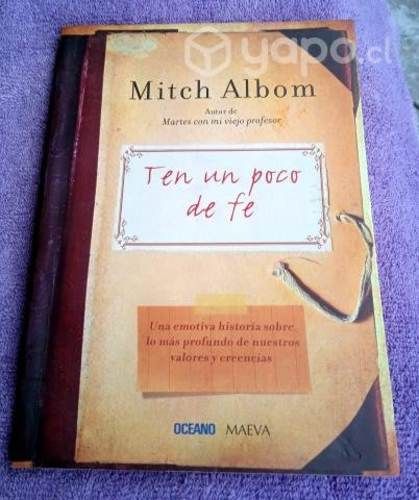 yapo.cl
Mitch Albom
Autor de
Martes con mi viejo profesor
Ten un poco
de fe
Una emotiva historia sobre
lo más profundo de nuestros
valores y creencias
OCEANO MAEVA